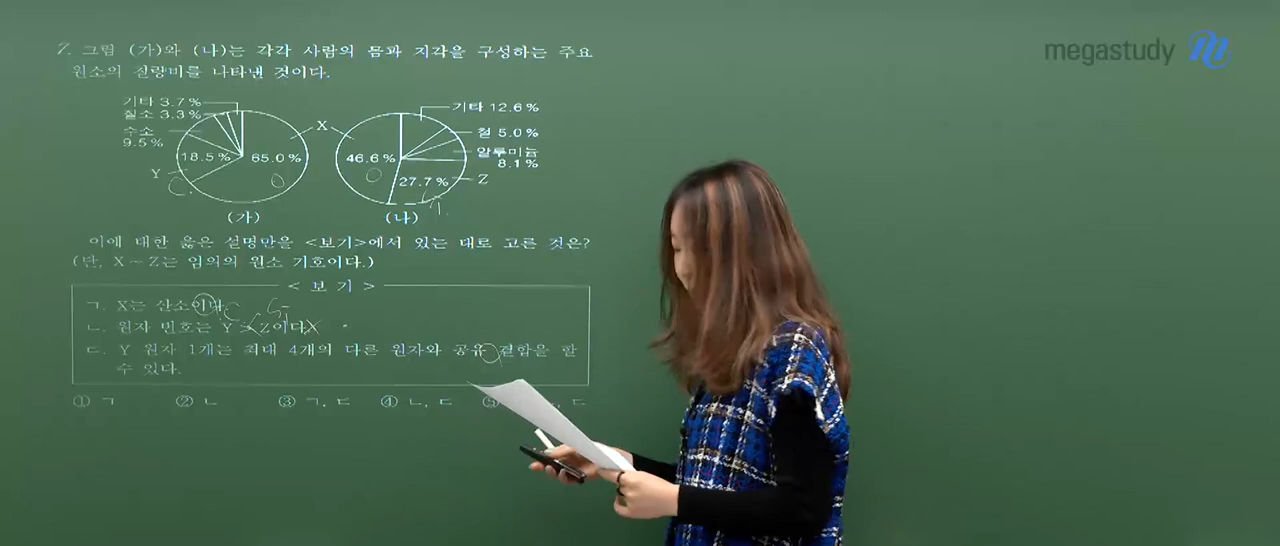 megastudy
7. 그림 (가)와 (나)는 각각 사람의 몸과 지각을 구성하는 주요
원소의 질량비를 나타낸 것이다.
기타 3.7%
질소 3.3%
수소
9.5%
18.5%
65.0%
Y
C
O
X
(가)
기타 12.6%
철 5.0%
알루미늄
8.1%
46.6%
27.7%
Z
O
(나)
이에 대한 옳은 설명만을 <보기>에서 있는 대로 고른 것은?
(단, X~Z는 임의의 원소 기호이다.)
<보기>
ㄱ. X는 산소이다.
C Si
ㄴ. 원자 번호는 Y > Z이다. X
ㄷ. Y 원자 1개는 최대 4개의 다른 원자와 공유 결합을 할
수 있다.
① ㄱ ② ㄴ ③ ㄱ, ㄷ ④ ㄴ, ㄷ ⑤ , ㄷ